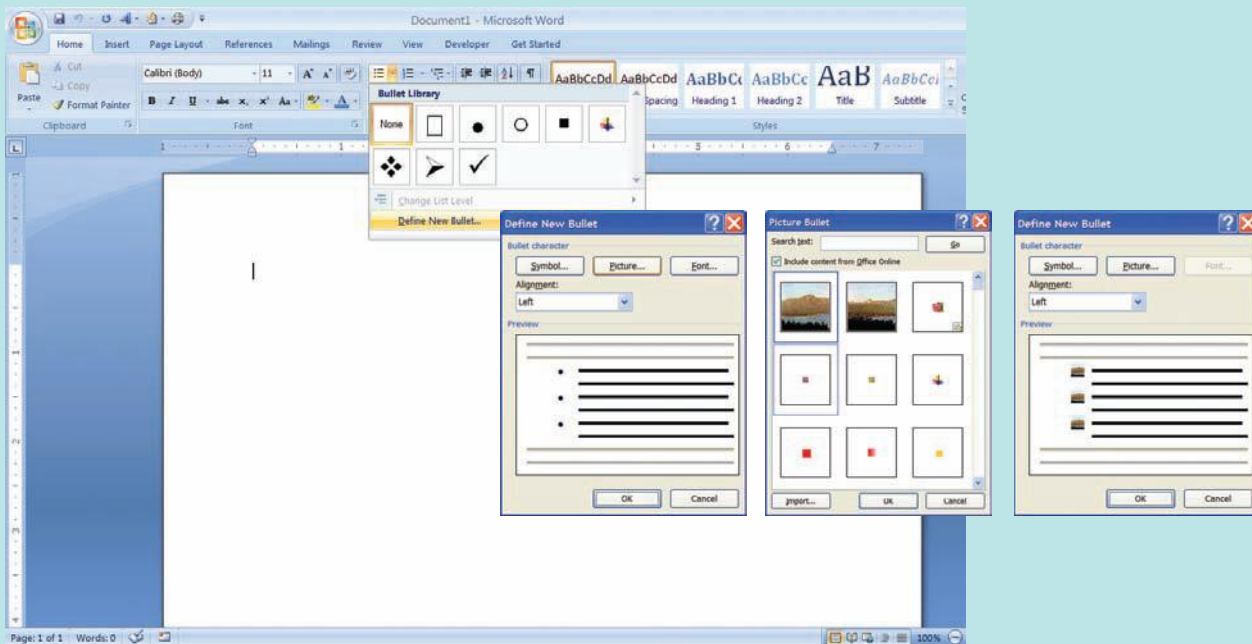 Document1 - Microsoft Word
Home Insert Page Layout References Mailings Review View Developer Get Started
Paste
Cut
Copy
Format Painter
Clipboard
Calibri (Body) 11
B I U abc x, x² Aa A
Font
AaBbCcDd AaBbCcDd AaBbCc AaBbCc AaB AaBbCci
Spacing Heading 1 Heading 2 Title Subtitle
Styles
Bullet Library
None
Change List Level
Define New Bullet...
Define New Bullet
Bullet character
Symbol... Picture... Font...
Alignment:
Left
Preview
OK Cancel
Picture Bullet
Search text: Go
Include content from Office Online
Import... OK Cancel
Define New Bullet
Bullet character
Symbol... Picture... Font...
Alignment:
Left
Preview
OK Cancel
Page: 1 of 1 Words: 0 100%